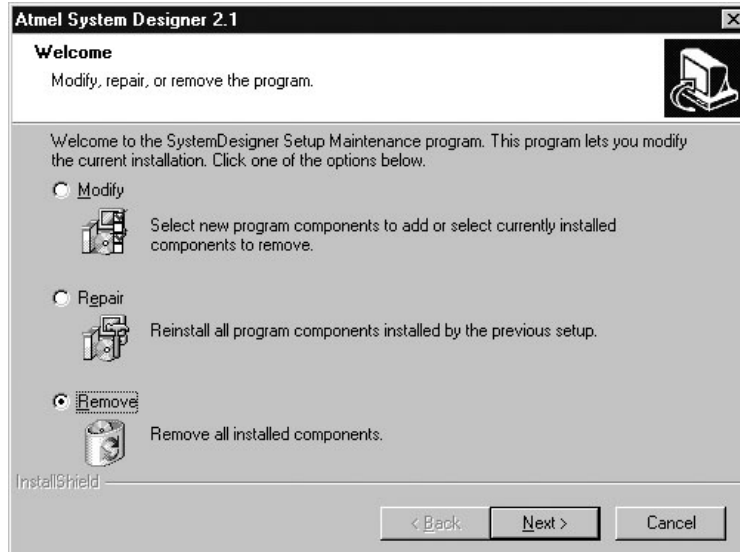 Atmel System Designer 2.1
Welcome
Modify, repair, or remove the program.
Welcome to the SystemDesigner Setup Maintenance program. This program lets you modify
the current installation. Click one of the options below.
Modify
Select new program components to add or select currently installed
components to remove.
Repair
Reinstall all program components installed by the previous setup.
Remove
Remove all installed components.
InstallShield
< Back
Next >
Cancel